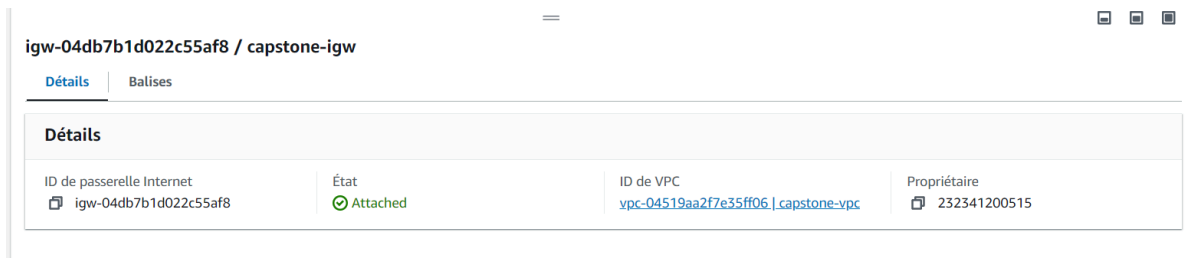 igw-04db7b1d022c55af8 / capstone-igw
Détails Balises
Détails
ID de passerelle Internet État ID de VPC Propriétaire
igw-04db7b1d022c55af8 Attached vpc-04519aa2f7e35ff06 | capstone-vpc 232341200515